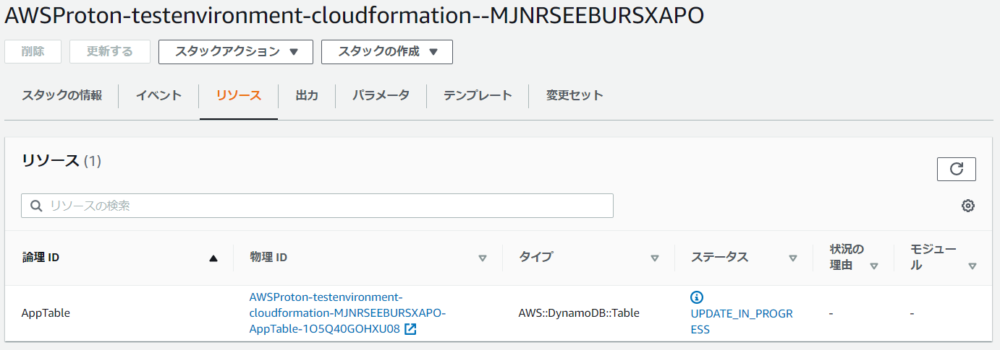 AWSProton-testenvironment-cloudformation--MJNRSEEBURSXAPO
削除 更新する スタックアクション スタックの作成
スタックの情報 イベント リソース 出力 パラメータ テンプレート 変更セット
リソース (1)
リソースの検索
論理 ID 物理 ID タイプ ステータス 状況の理由 モジュール
AppTable
AWSProton-testenvironment-
cloudformation-MJNRSEEBURSXAPO-
AppTable-1O5Q40GOHXU08
AWS::DynamoDB::Table
UPDATE_IN_PROGR
ESS
-
-